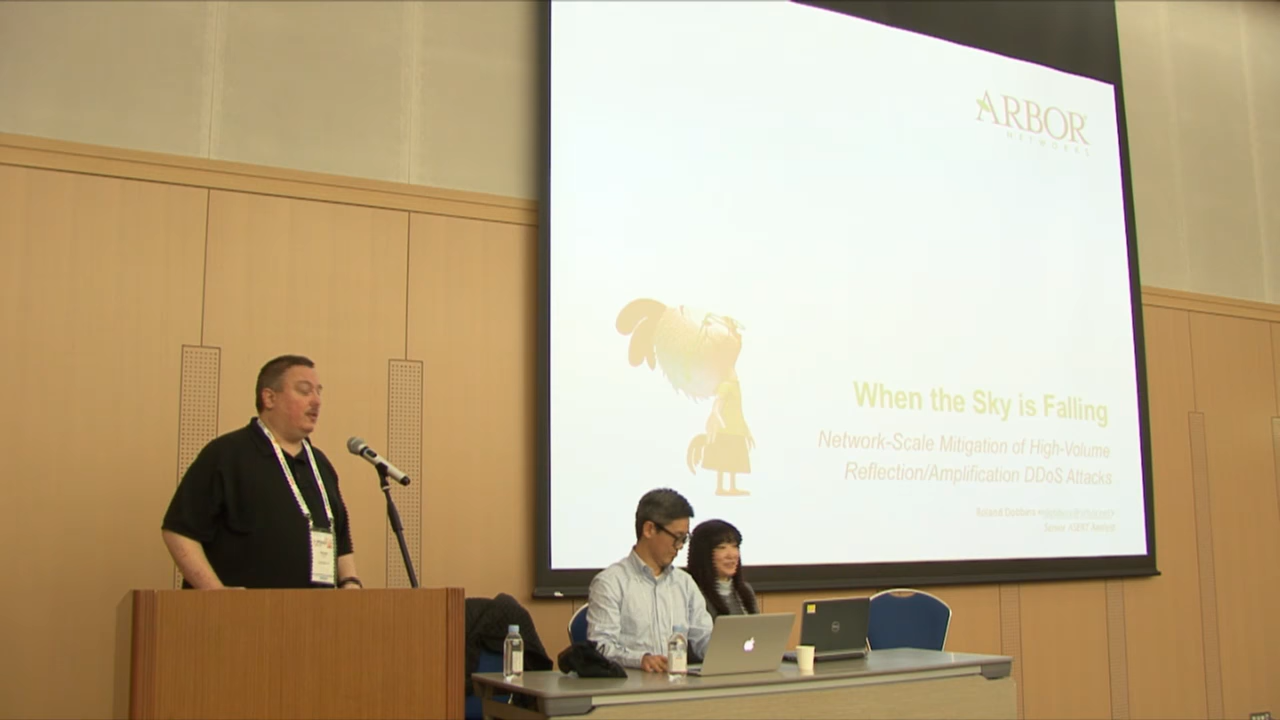 ARBOR
NETWORKS
When the Sky is Falling
Network-Scale Mitigation of High-Volume
Reflection/Amplification DDoS Attacks
Roland Dobbins
Senior ASERT Analyst
DELL